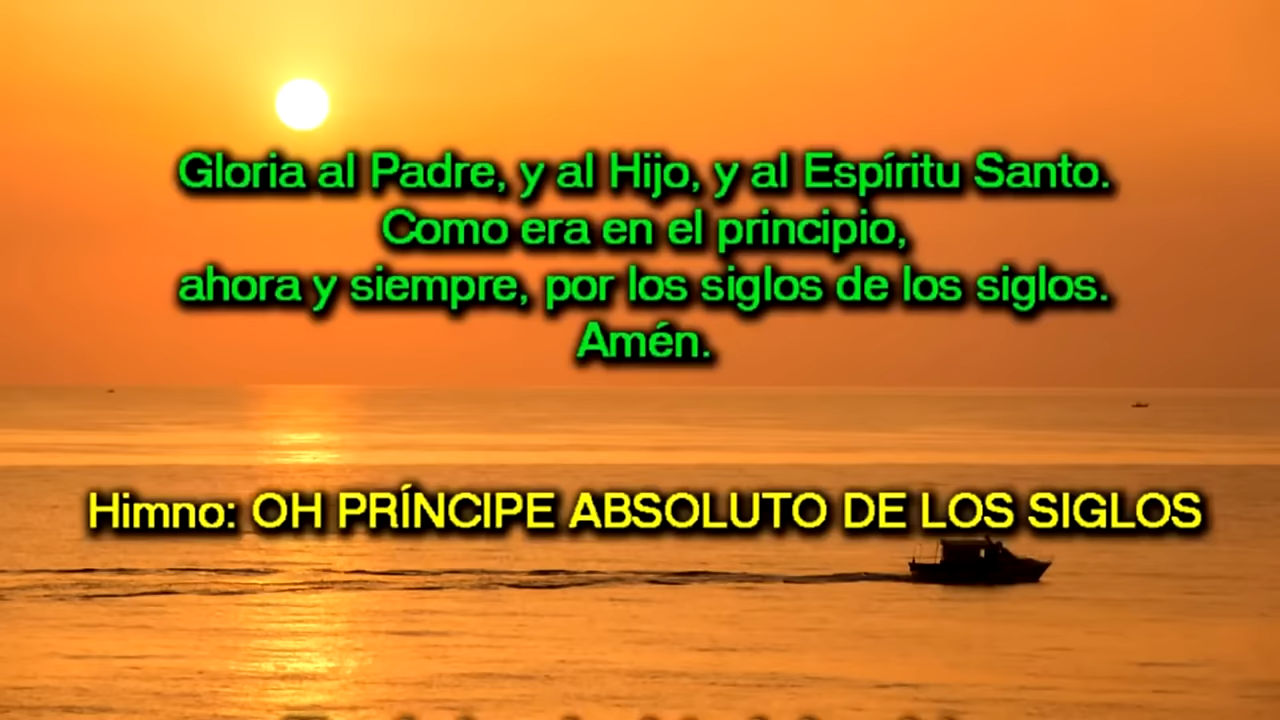 Gloria al Padre, y al Hijo, y al Espíritu Santo.
Como era en el principio,
ahora y siempre, por los siglos de los siglos.
Amén.
Himno: OH PRÍNCIPE ABSOLUTO DE LOS SIGLOS